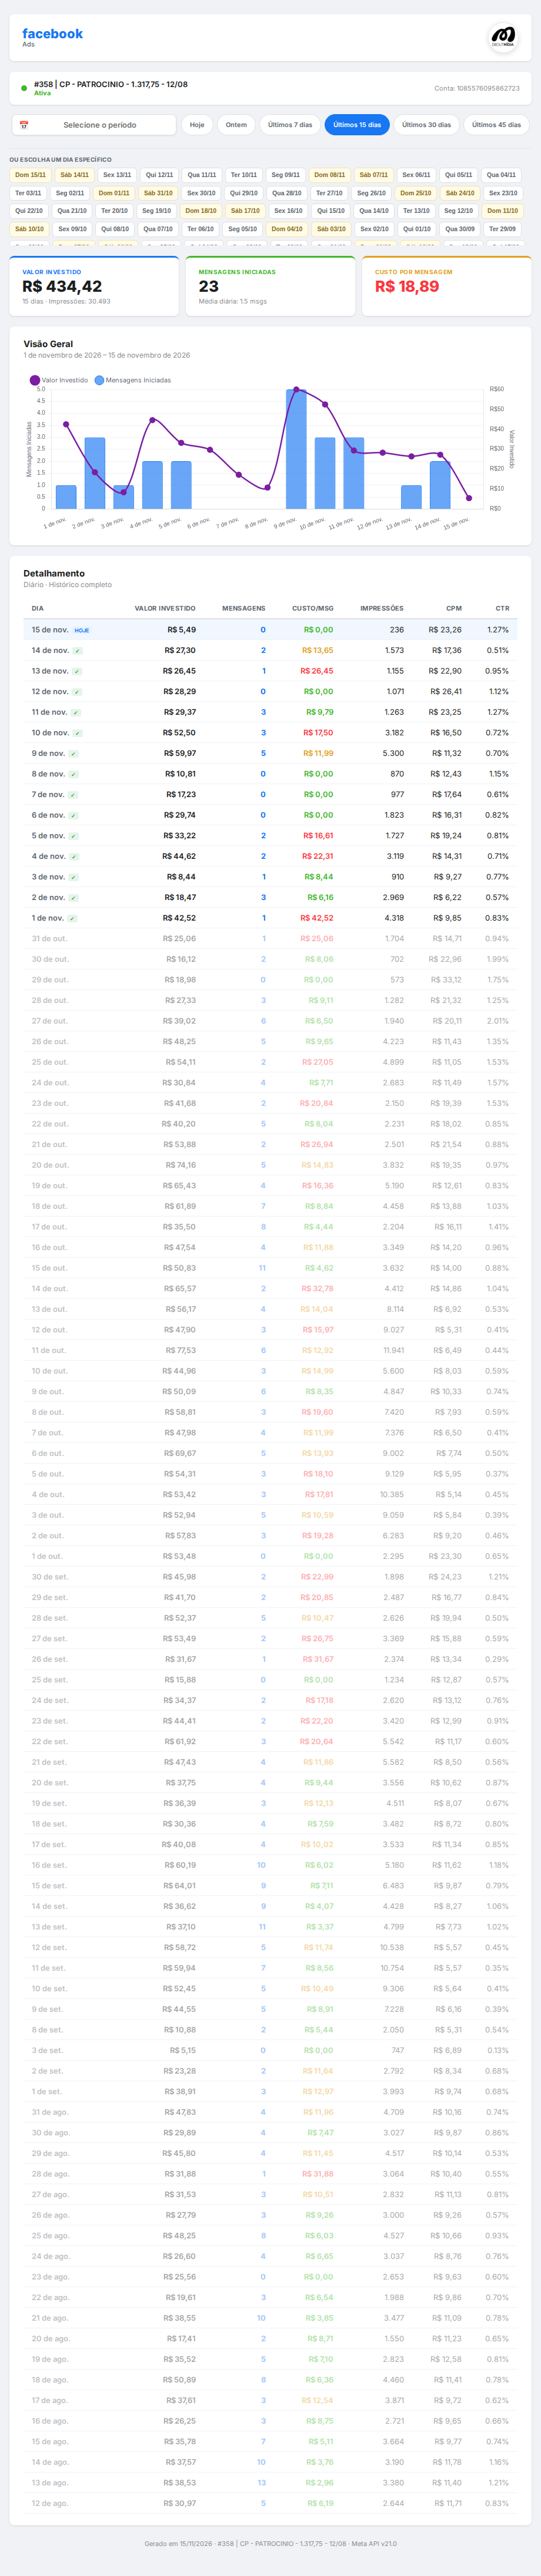 facebook
Ads
#358 | CP - PATROCINIO - 1.317,75 - 12/08
Ativa
Conta: 1085576095862723
Selecione o período
Hoje
Ontem
Últimos 7 dias
Últimos 15 dias
Últimos 30 dias
Últimos 45 dias
OU ESCOLHA UM DIA ESPECÍFICO
Dom 15/11 Sáb 14/11 Sex 13/11 Qui 12/11 Qua 11/11 Ter 10/11 Seg 09/11 Dom 08/11 Sáb 07/11 Sex 06/11 Qui 05/11 Qua 04/11
Ter 03/11 Seg 02/11 Dom 01/11 Sáb 31/10 Sex 30/10 Qui 29/10 Qua 28/10 Ter 27/10 Seg 26/10 Dom 25/10 Sáb 24/10 Sex 23/10
Qui 22/10 Qua 21/10 Ter 20/10 Seg 19/10 Dom 18/10 Sáb 17/10 Sex 16/10 Qui 15/10 Qua 14/10 Ter 13/10 Seg 12/10 Dom 11/10
Sáb 10/10 Sex 09/10 Qui 08/10 Qua 07/10 Ter 06/10 Seg 05/10 Dom 04/10 Sáb 03/10 Sex 02/10 Qui 01/10 Qua 30/09 Ter 29/09
VALOR INVESTIDO
R$ 434,42
15 dias · Impressões: 30.493
MENSAGENS INICIADAS
23
Média diária: 1.5 msgs
CUSTO POR MENSAGEM
R$ 18,89
Visão Geral
1 de novembro de 2026 – 15 de novembro de 2026
Valor Investido Mensagens Iniciadas
Mensagens Iniciadas
5.0
4.5
4.0
3.5
3.0
2.5
2.0
1.5
1.0
0.5
0
R$60
R$50
R$40
R$30
R$20
R$10
R$0
Valor Investido
1 de nov. 2 de nov. 3 de nov. 4 de nov. 5 de nov. 6 de nov. 7 de nov. 8 de nov. 9 de nov. 10 de nov. 11 de nov. 12 de nov. 13 de nov. 14 de nov. 15 de nov.
Detalhamento
Diário · Histórico completo
DIA VALOR INVESTIDO MENSAGENS CUSTO/MSG IMPRESSÕES CPM CTR
15 de nov. HOJE R$ 5,49 0 R$ 0,00 236 R$ 23,26 1.27%
14 de nov. ✓ R$ 27,30 2 R$ 13,65 1.573 R$ 17,36 0.51%
13 de nov. ✓ R$ 26,45 1 R$ 26,45 1.155 R$ 22,90 0.95%
12 de nov. ✓ R$ 28,29 0 R$ 0,00 1.071 R$ 26,41 1.12%
11 de nov. ✓ R$ 29,37 3 R$ 9,79 1.263 R$ 23,25 1.27%
10 de nov. ✓ R$ 52,50 3 R$ 17,50 3.182 R$ 16,50 0.72%
9 de nov. ✓ R$ 59,97 5 R$ 11,99 5.300 R$ 11,32 0.70%
8 de nov. ✓ R$ 10,81 0 R$ 0,00 870 R$ 12,43 1.15%
7 de nov. ✓ R$ 17,23 0 R$ 0,00 977 R$ 17,64 0.61%
6 de nov. ✓ R$ 29,74 0 R$ 0,00 1.823 R$ 16,31 0.82%
5 de nov. ✓ R$ 33,22 2 R$ 16,61 1.727 R$ 19,24 0.81%
4 de nov. ✓ R$ 44,62 2 R$ 22,31 3.119 R$ 14,31 0.71%
3 de nov. ✓ R$ 8,44 1 R$ 8,44 910 R$ 9,27 0.77%
2 de nov. ✓ R$ 18,47 3 R$ 6,16 2.969 R$ 6,22 0.57%
1 de nov. ✓ R$ 42,52 1 R$ 42,52 4.318 R$ 9,85 0.83%
31 de out. R$ 25,06 1 R$ 25,06 1.704 R$ 14,71 0.94%
30 de out. R$ 16,12 2 R$ 8,06 702 R$ 22,96 1.99%
29 de out. R$ 18,98 0 R$ 0,00 573 R$ 33,12 1.75%
28 de out. R$ 27,33 3 R$ 9,11 1.282 R$ 21,32 1.25%
27 de out. R$ 39,02 6 R$ 6,50 1.940 R$ 20,11 2.01%
26 de out. R$ 48,25 5 R$ 9,65 4.223 R$ 11,43 1.35%
25 de out. R$ 54,11 2 R$ 27,05 4.899 R$ 11,05 1.53%
24 de out. R$ 30,84 4 R$ 7,71 2.683 R$ 11,49 1.57%
23 de out. R$ 41,68 2 R$ 20,84 2.150 R$ 19,39 1.53%
22 de out. R$ 40,20 5 R$ 8,04 2.231 R$ 18,02 0.85%
21 de out. R$ 53,88 2 R$ 26,94 2.501 R$ 21,54 0.88%
20 de out. R$ 74,16 5 R$ 14,83 3.832 R$ 19,35 0.97%
19 de out. R$ 65,43 4 R$ 16,36 5.190 R$ 12,61 0.83%
18 de out. R$ 61,89 7 R$ 8,84 4.458 R$ 13,88 1.03%
17 de out. R$ 35,50 8 R$ 4,44 2.204 R$ 16,11 1.41%
16 de out. R$ 47,54 4 R$ 11,88 3.349 R$ 14,20 0.96%
15 de out. R$ 50,83 11 R$ 4,62 3.632 R$ 14,00 0.88%
14 de out. R$ 65,57 2 R$ 32,78 4.412 R$ 14,86 1.04%
13 de out. R$ 56,17 4 R$ 14,04 8.114 R$ 6,92 0.53%
12 de out. R$ 47,90 3 R$ 15,97 9.027 R$ 5,31 0.41%
11 de out. R$ 77,53 6 R$ 12,92 11.941 R$ 6,49 0.44%
10 de out. R$ 44,96 3 R$ 14,99 5.600 R$ 8,03 0.59%
9 de out. R$ 50,09 6 R$ 8,35 4.847 R$ 10,33 0.74%
8 de out. R$ 58,81 3 R$ 19,60 7.420 R$ 7,93 0.59%
7 de out. R$ 47,98 4 R$ 11,99 7.376 R$ 6,50 0.41%
6 de out. R$ 69,67 5 R$ 13,93 9.002 R$ 7,74 0.50%
5 de out. R$ 54,31 3 R$ 18,10 9.129 R$ 5,95 0.37%
4 de out. R$ 53,42 3 R$ 17,81 10.385 R$ 5,14 0.45%
3 de out. R$ 52,94 5 R$ 10,59 9.059 R$ 5,84 0.39%
2 de out. R$ 57,83 3 R$ 19,28 6.283 R$ 9,20 0.46%
1 de out. R$ 53,48 0 R$ 0,00 2.295 R$ 23,30 0.65%
30 de set. R$ 45,98 2 R$ 22,99 1.898 R$ 24,23 1.21%
29 de set. R$ 41,70 2 R$ 20,85 2.487 R$ 16,77 0.84%
28 de set. R$ 52,37 5 R$ 10,47 2.626 R$ 19,94 0.50%
27 de set. R$ 53,49 2 R$ 26,75 3.369 R$ 15,88 0.59%
26 de set. R$ 31,67 1 R$ 31,67 2.374 R$ 13,34 0.29%
25 de set. R$ 15,88 0 R$ 0,00 1.234 R$ 12,87 0.57%
24 de set. R$ 34,37 2 R$ 17,18 2.620 R$ 13,12 0.76%
23 de set. R$ 44,41 2 R$ 22,20 3.420 R$ 12,99 0.91%
22 de set. R$ 61,92 3 R$ 20,64 5.542 R$ 11,17 0.60%
21 de set. R$ 47,43 4 R$ 11,86 5.582 R$ 8,50 0.56%
20 de set. R$ 37,75 4 R$ 9,44 3.556 R$ 10,62 0.87%
19 de set. R$ 36,39 3 R$ 12,13 4.511 R$ 8,07 0.67%
18 de set. R$ 30,36 4 R$ 7,59 3.482 R$ 8,72 0.80%
17 de set. R$ 40,08 4 R$ 10,02 3.533 R$ 11,34 0.85%
16 de set. R$ 60,19 10 R$ 6,02 5.180 R$ 11,62 1.18%
15 de set. R$ 64,01 9 R$ 7,11 6.483 R$ 9,87 0.79%
14 de set. R$ 36,62 9 R$ 4,07 4.428 R$ 8,27 1.06%
13 de set. R$ 37,10 11 R$ 3,37 4.799 R$ 7,73 1.02%
12 de set. R$ 58,72 5 R$ 11,74 10.538 R$ 5,57 0.45%
11 de set. R$ 59,94 7 R$ 8,56 10.754 R$ 5,57 0.35%
10 de set. R$ 52,45 5 R$ 10,49 9.306 R$ 5,64 0.41%
9 de set. R$ 44,55 5 R$ 8,91 7.228 R$ 6,16 0.39%
8 de set. R$ 10,88 2 R$ 5,44 2.050 R$ 5,31 0.54%
3 de set. R$ 5,15 0 R$ 0,00 747 R$ 6,89 0.13%
2 de set. R$ 23,28 2 R$ 11,64 2.792 R$ 8,34 0.68%
1 de set. R$ 38,91 3 R$ 12,97 3.993 R$ 9,74 0.68%
31 de ago. R$ 47,83 4 R$ 11,96 4.709 R$ 10,16 0.74%
30 de ago. R$ 29,89 4 R$ 7,47 3.027 R$ 9,87 0.86%
29 de ago. R$ 45,80 4 R$ 11,45 4.517 R$ 10,14 0.53%
28 de ago. R$ 31,88 1 R$ 31,88 3.064 R$ 10,40 0.55%
27 de ago. R$ 31,53 3 R$ 10,51 2.832 R$ 11,13 0.81%
26 de ago. R$ 27,79 3 R$ 9,26 3.000 R$ 9,26 0.57%
25 de ago. R$ 48,25 8 R$ 6,03 4.527 R$ 10,66 0.93%
24 de ago. R$ 26,60 4 R$ 6,65 3.037 R$ 8,76 0.76%
23 de ago. R$ 25,56 0 R$ 0,00 2.653 R$ 9,63 0.60%
22 de ago. R$ 19,61 3 R$ 6,54 1.988 R$ 9,86 0.70%
21 de ago. R$ 38,55 10 R$ 3,85 3.477 R$ 11,09 0.78%
20 de ago. R$ 17,41 2 R$ 8,71 1.550 R$ 11,23 0.65%
19 de ago. R$ 35,52 5 R$ 7,10 2.823 R$ 12,58 0.81%
18 de ago. R$ 50,89 8 R$ 6,36 4.460 R$ 11,41 0.78%
17 de ago. R$ 37,61 3 R$ 12,54 3.871 R$ 9,72 0.62%
16 de ago. R$ 26,25 3 R$ 8,75 2.721 R$ 9,65 0.66%
15 de ago. R$ 35,78 7 R$ 5,11 3.664 R$ 9,77 0.74%
14 de ago. R$ 37,57 10 R$ 3,76 3.190 R$ 11,78 1.16%
13 de ago. R$ 38,53 13 R$ 2,96 3.380 R$ 11,40 1.21%
12 de ago. R$ 30,97 5 R$ 6,19 2.644 R$ 11,71 0.83%
Gerado em 15/11/2026 · #358 | CP - PATROCINIO - 1.317,75 - 12/08 · Meta API v21.0